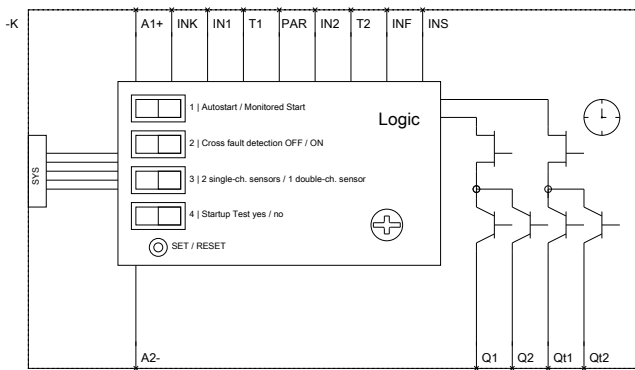 -K
A1+ INK IN1 T1 PAR IN2 T2 INF INS
1 | Autostart / Monitored Start
Logic
2 | Cross fault detection OFF / ON
SYS
3 | 2 single-ch. sensors / 1 double-ch. sensor
4 | Startup Test yes / no
SET / RESET
A2- Q1 Q2 Qt1 Qt2